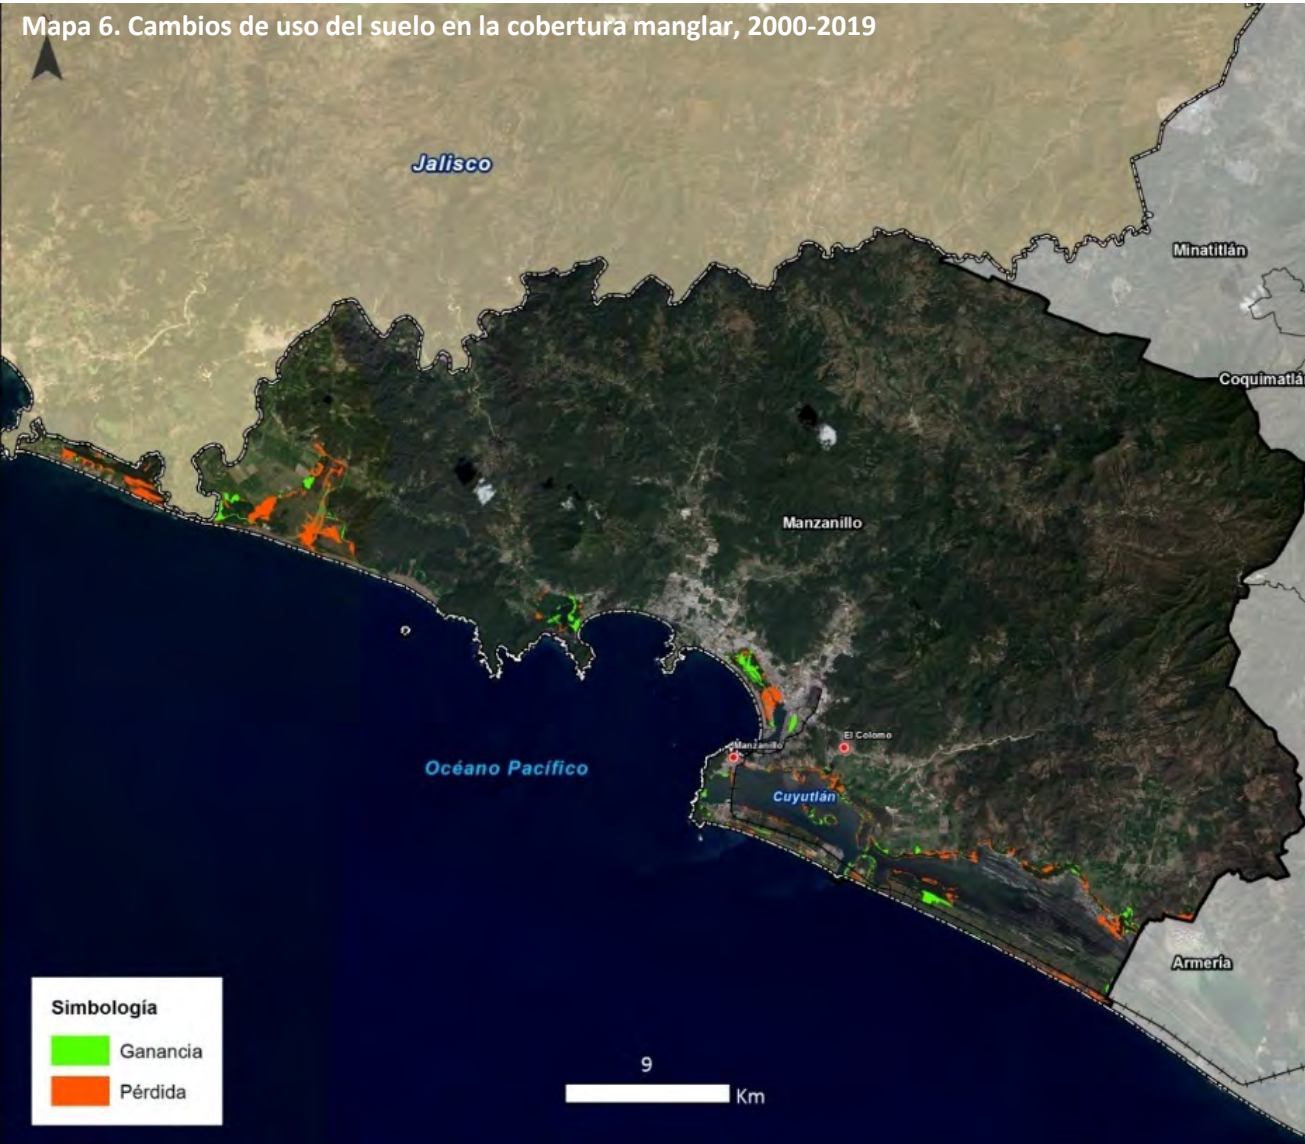 Mapa 6. Cambios de uso del suelo en la cobertura manglar, 2000-2019
Jalisco
Minatitlán
Coquimatlá
Manzanillo
El Colomo
Manzanillo
Océano Pacífico
Cuyutlán
Armería
Simbología
Ganancia
Pérdida
9
Km